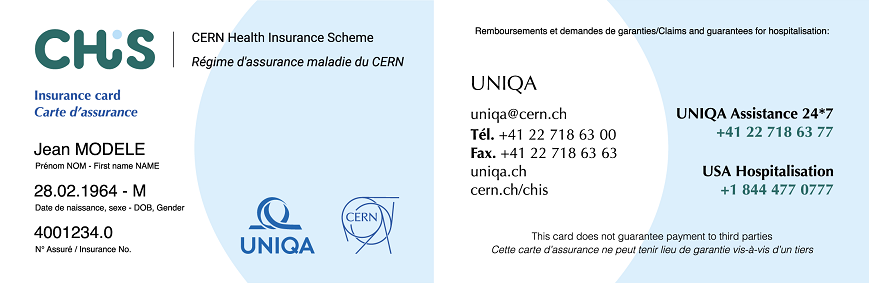 CHiS
CERN Health Insurance Scheme
Régime d'assurance maladie du CERN
Insurance card
Carte d'assurance
Jean MODELE
Prénom NOM - First name NAME
28.02.1964 - M
Date de naissance, sexe - DOB, Gender
4001234.0
N° Assuré / Insurance No.
UNIQA
CERN
Remboursements et demandes de garanties/Claims and guarantees for hospitalisation:
UNIQA
uniqa@cern.ch
Tél. +41 22 718 63 00
Fax. +41 22 718 63 63
uniqa.ch
cern.ch/chis
UNIQA Assistance 24*7
+41 22 718 63 77
USA Hospitalisation
+1 844 477 0777
This card does not guarantee payment to third parties
Cette carte d'assurance ne peut tenir lieu de garantie vis-à-vis d'un tiers